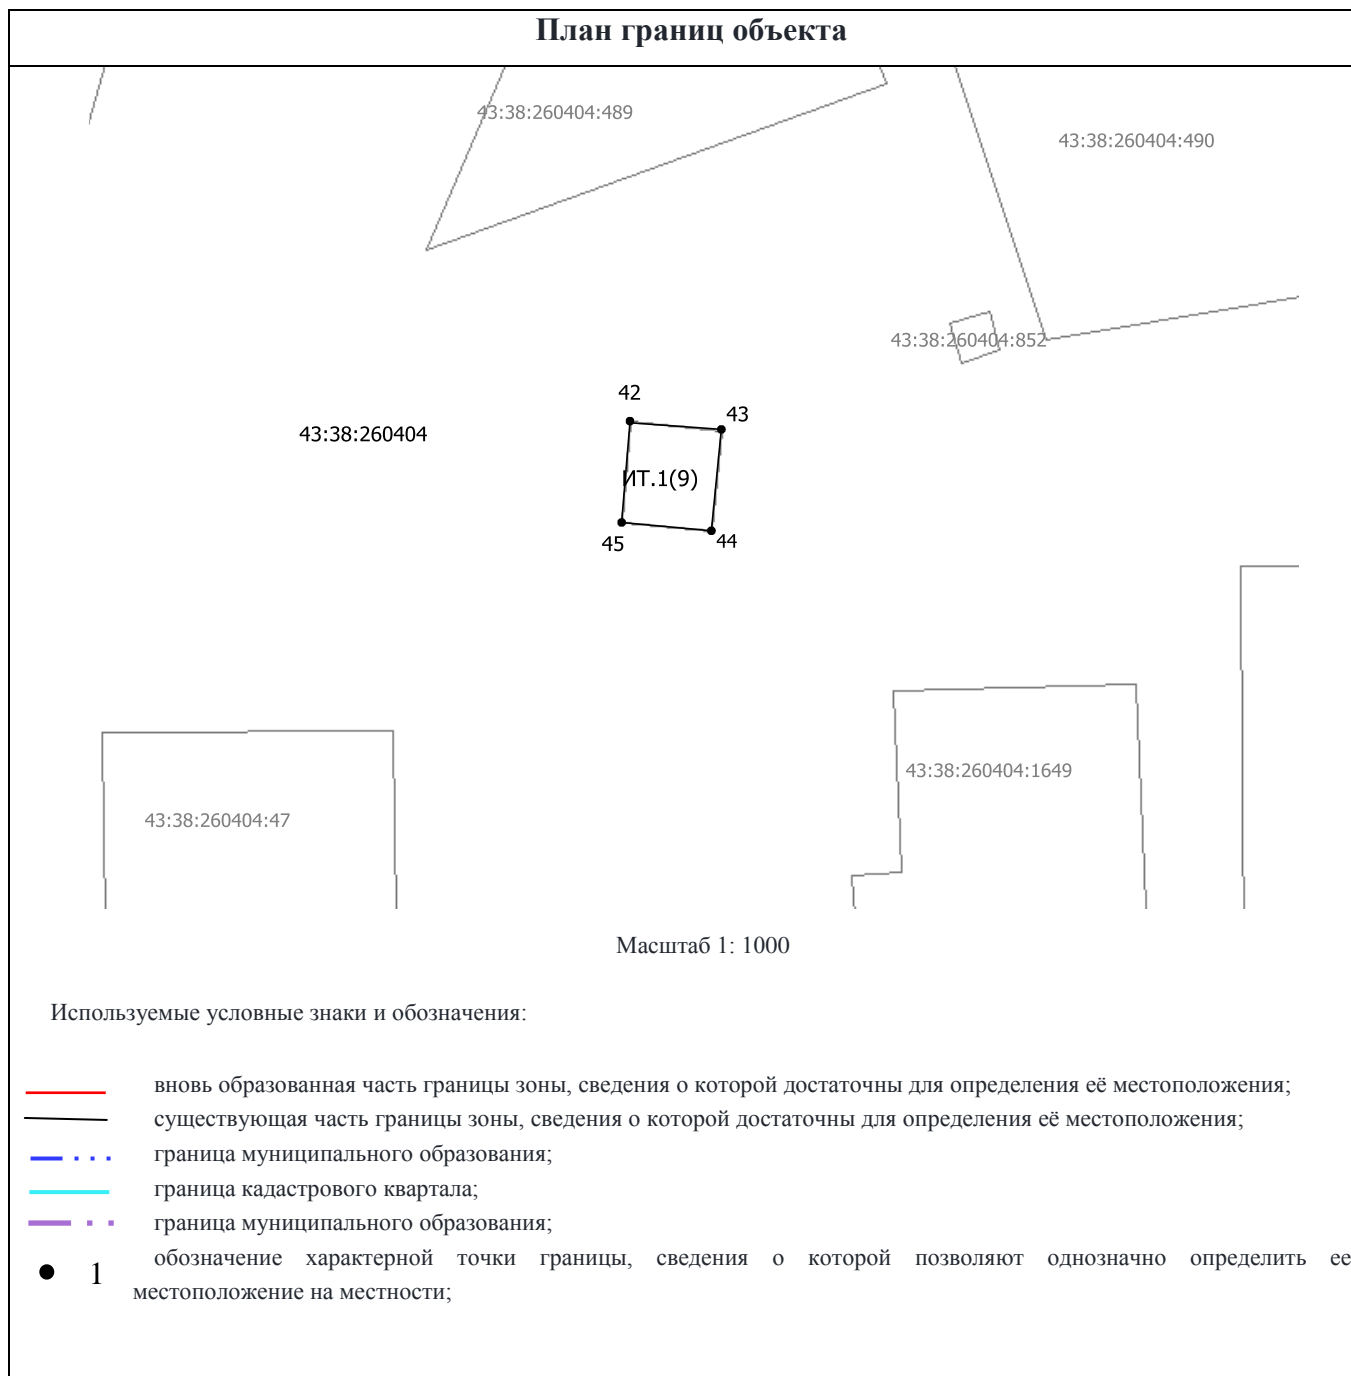 План границ объекта
43:38:260404:489
43:38:260404:490
43:38:260404:852
42
43
43:38:260404
ИТ.1(9)
45
44
43:38:260404:1649
43:38:260404:47
Масштаб 1: 1000
Используемые условные знаки и обозначения:
вновь образованная часть границы зоны, сведения о которой достаточны для определения её местоположения;
существующая часть границы зоны, сведения о которой достаточны для определения её местоположения;
граница муниципального образования;
граница кадастрового квартала;
граница муниципального образования;
1 обозначение характерной точки границы, сведения о которой позволяют однозначно определить ее
местоположение на местности;